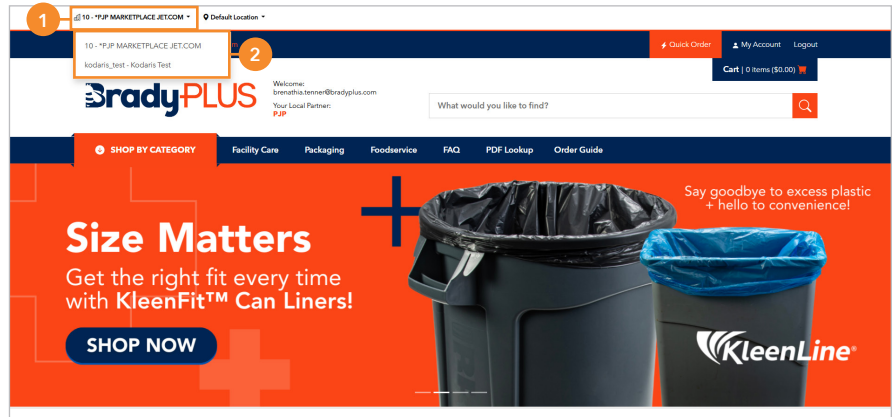 1
10 - *PJP MARKETPLACE JET.COM
Default Location
10 - *PJP MARKETPLACE JET.COM
kodaris_test - Kodaris Test
2
Quick Order
My Account
Logout
Cart | 0 items ($0.00)
BradyPLUS
Welcome:
brenathia.tenner@bradyplus.com
Your Local Partner:
PJP
What would you like to find?
SHOP BY CATEGORY
Facility Care
Packaging
Foodservice
FAQ
PDF Lookup
Order Guide
Size Matters
Get the right fit every time
with KleenFit™ Can Liners!
SHOP NOW
Say goodbye to excess plastic
+ hello to convenience!
KleenLine®